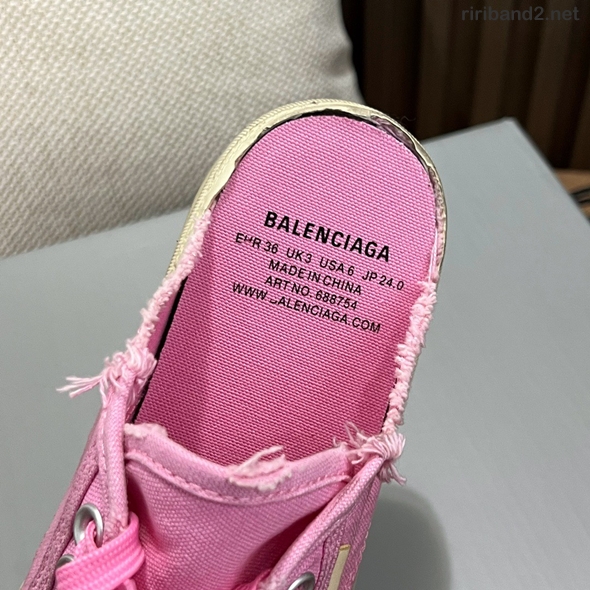 ririband2.net
BALENCIAGA
EUR 36 UK3 USA 6 JP 24.0
MADE IN CHINA
ART NO. 688754
WWW.BALENCIAGA.COM